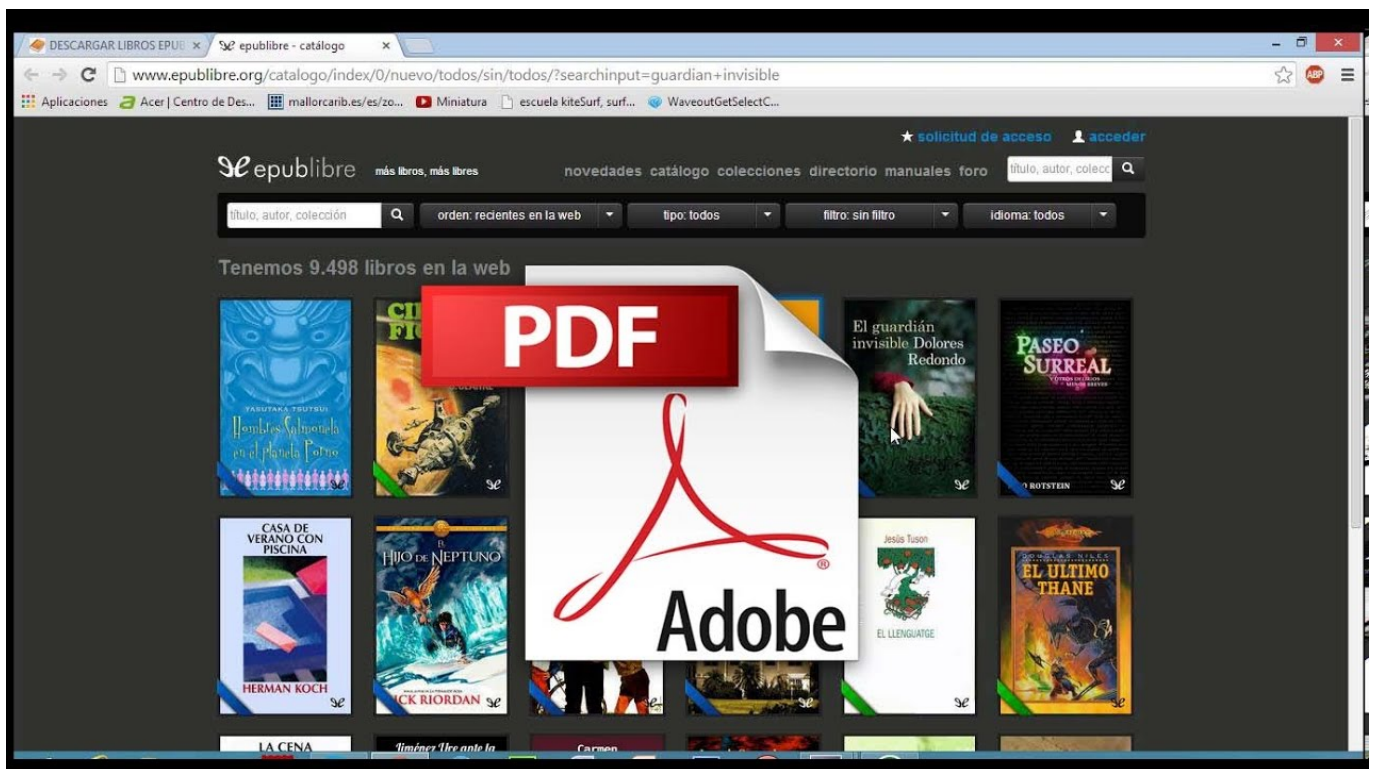 DESCARGAR LIBROS EPUB
epublibre - catálogo
www.epublibre.org/catalogo/index/0/nuevo/todos/sin/todos/?searchinput=guardian+invisible
ABP
Aplicaciones
Acer | Centro de Des...
mallorcarib.es/es/zo...
Miniatura
escuela kiteSurf, surf...
WaveoutGetSelectC...
solicitud de acceso
acceder
epublibre
más libros, más libres
novedades catálogo colecciones directorio manuales foro
título, autor, colecc
título, autor, colección
orden: recientes en la web
tipo: todos
filtro: sin filtro
idioma: todos
Tenemos 9.498 libros en la web
YASUTAKA TSUTSUI
Hombres Salmonela
en el planeta Porno
PDF
Adobe
El guardián
invisible Dolores
Redondo
PASEO
SURREAL
ROTSTEIN
CASA DE
VERANO CON
PISCINA
HERMAN KOCH
EL
HIJO DE NEPTUNO
RICK RIORDAN
Jesús Tuson
EL LLENGUATGE
DOUGLAS NILES
EL ULTIMO
THANE
LA CENA
Jiménez Ure ante la
Carmen